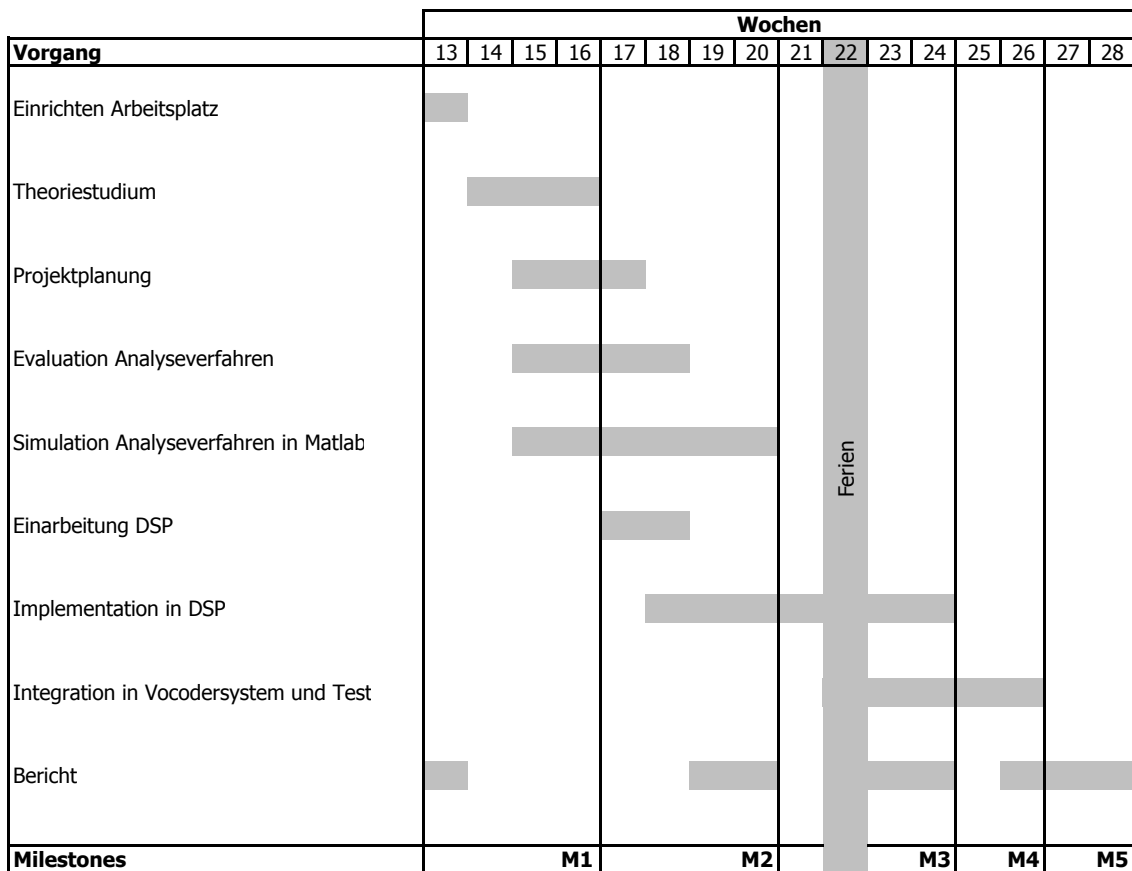 Wochen
Vorgang 13 14 15 16 17 18 19 20 21 22 23 24 25 26 27 28
Einrichten Arbeitsplatz
Theoriestudium
Projektplanung
Evaluation Analyseverfahren
Simulation Analyseverfahren in Matlab
Ferien
Einarbeitung DSP
Implementation in DSP
Integration in Vocodersystem und Test
Bericht
Milestones M1 M2 M3 M4 M5